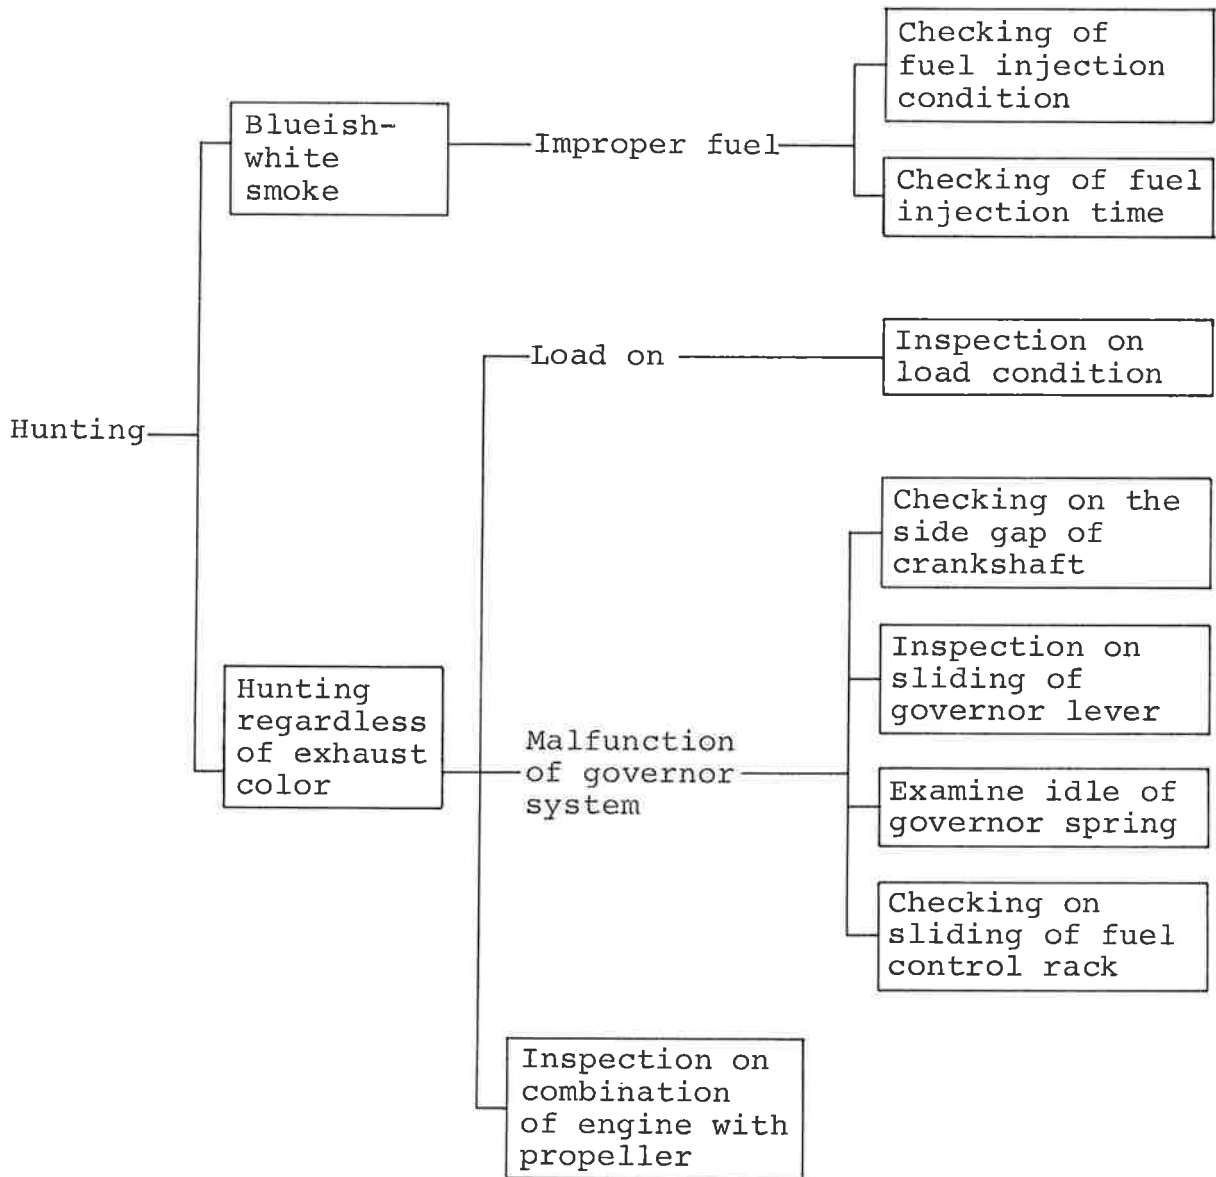 Checking of
fuel injection
condition
Blueish-
white
smoke
Improper fuel
Checking of fuel
injection time
Load on
Inspection on
load condition
Hunting
Checking on the
side gap of
crankshaft
Inspection on
sliding of
governor lever
Hunting
regardless
of exhaust
color
Malfunction
of governor
system
Examine idle of
governor spring
Checking on
sliding of fuel
control rack
Inspection on
combination
of engine with
propeller